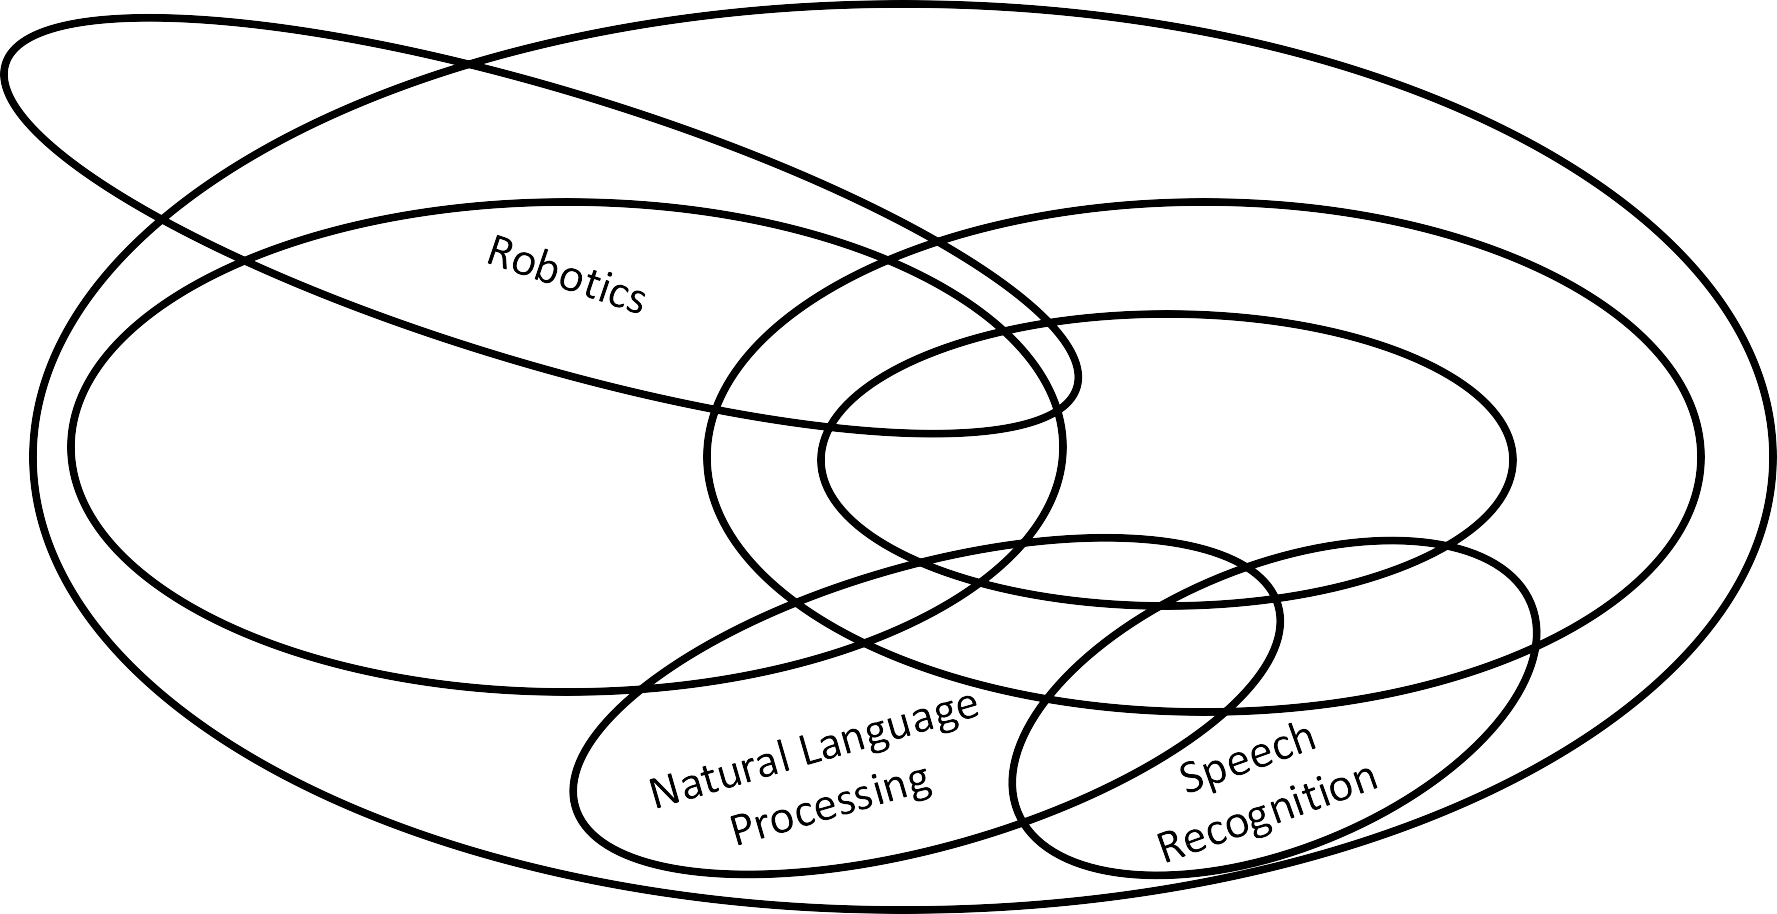 Robotics
Natural Language
Processing
Speech
Recognition